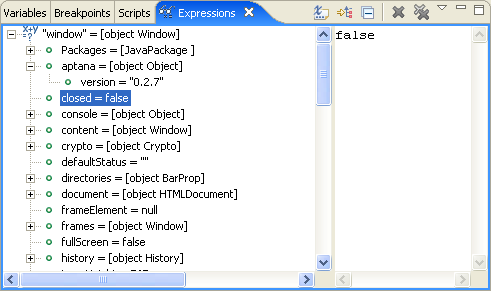 Variables Breakpoints Scripts Expressions
"window" = [object Window]
false
Packages = [JavaPackage ]
aptana = [object Object]
version = "0.2.7"
closed = false
console = [object Object]
content = [object Window]
crypto = [object Crypto]
defaultStatus = ""
directories = [object BarProp]
document = [object HTMLDocument]
frameElement = null
frames = [object Window]
fullScreen = false
history = [object History]